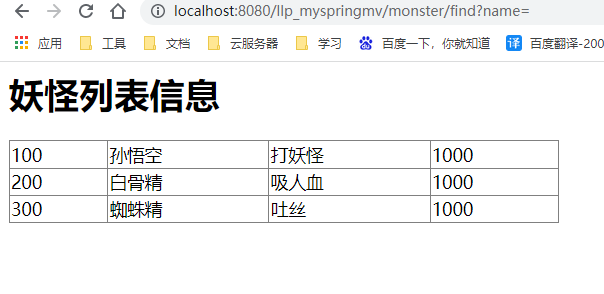 localhost:8080/llp_myspringmv/monster/find?name=
应用 学习 工具 文档 云服务器 学习 百度一下，你就知道 译 百度翻译-200
妖怪列表信息
100 孙悟空 打妖怪 1000
200 白骨精 吸人血 1000
300 蜘蛛精 吐丝 1000